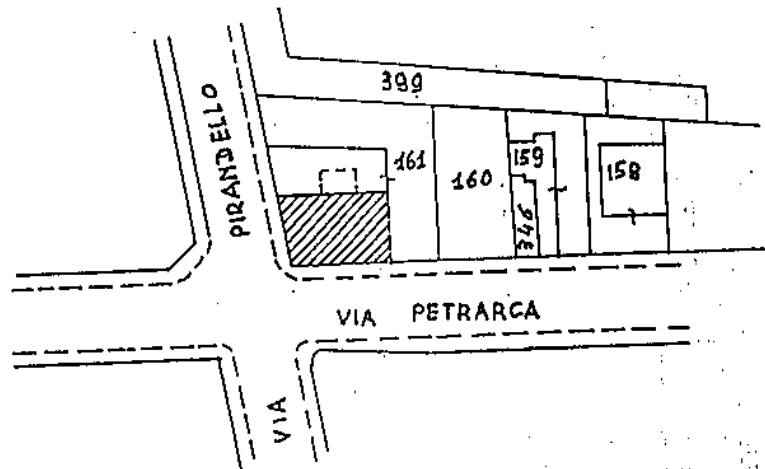 399
PIRANDELLO
161
160
159
158
346
VIA PETRARCA
VIA